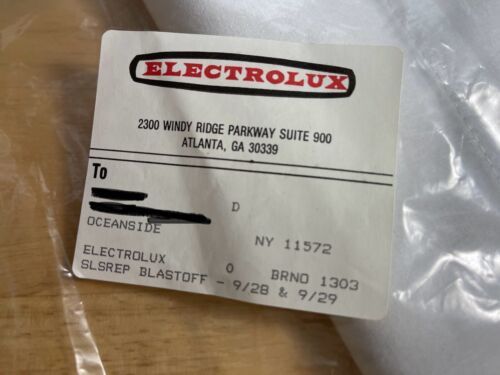 ELECTROLUX
2300 WINDY RIDGE PARKWAY SUITE 900
ATLANTA, GA 30339
To
D
OCEANSIDE NY 11572
ELECTROLUX 0 BRNO 1303
SLSREP BLASTOFF - 9/28 & 9/29